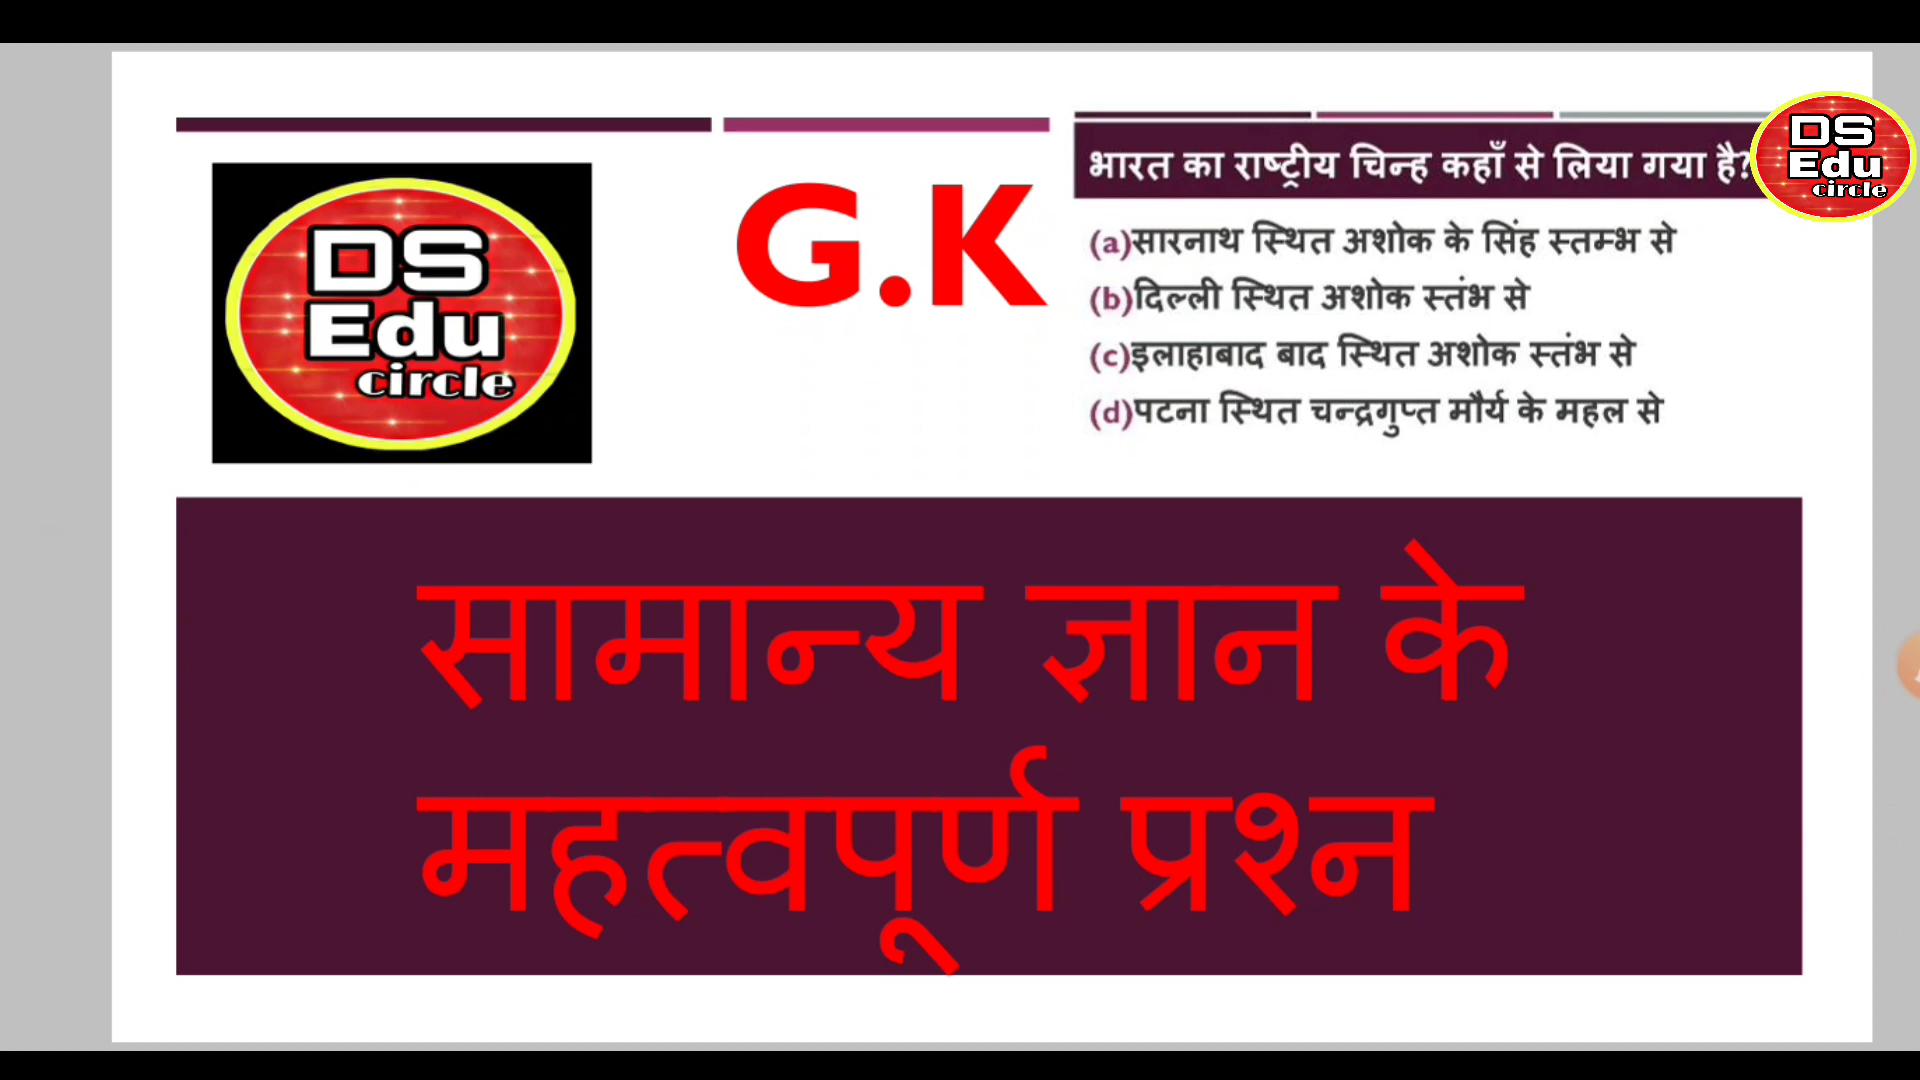 DS
Edu
circle
G.K
भारत का राष्ट्रीय चिन्ह कहाँ से लिया गया है?
(a)सारनाथ स्थित अशोक के सिंह स्तम्भ से
(b)दिल्ली स्थित अशोक स्तंभ से
(c)इलाहाबाद बाद स्थित अशोक स्तंभ से
(d)पटना स्थित चन्द्रगुप्त मौर्य के महल से
DS
Edu
circle
सामान्य ज्ञान के
महत्वपूर्ण प्रश्न